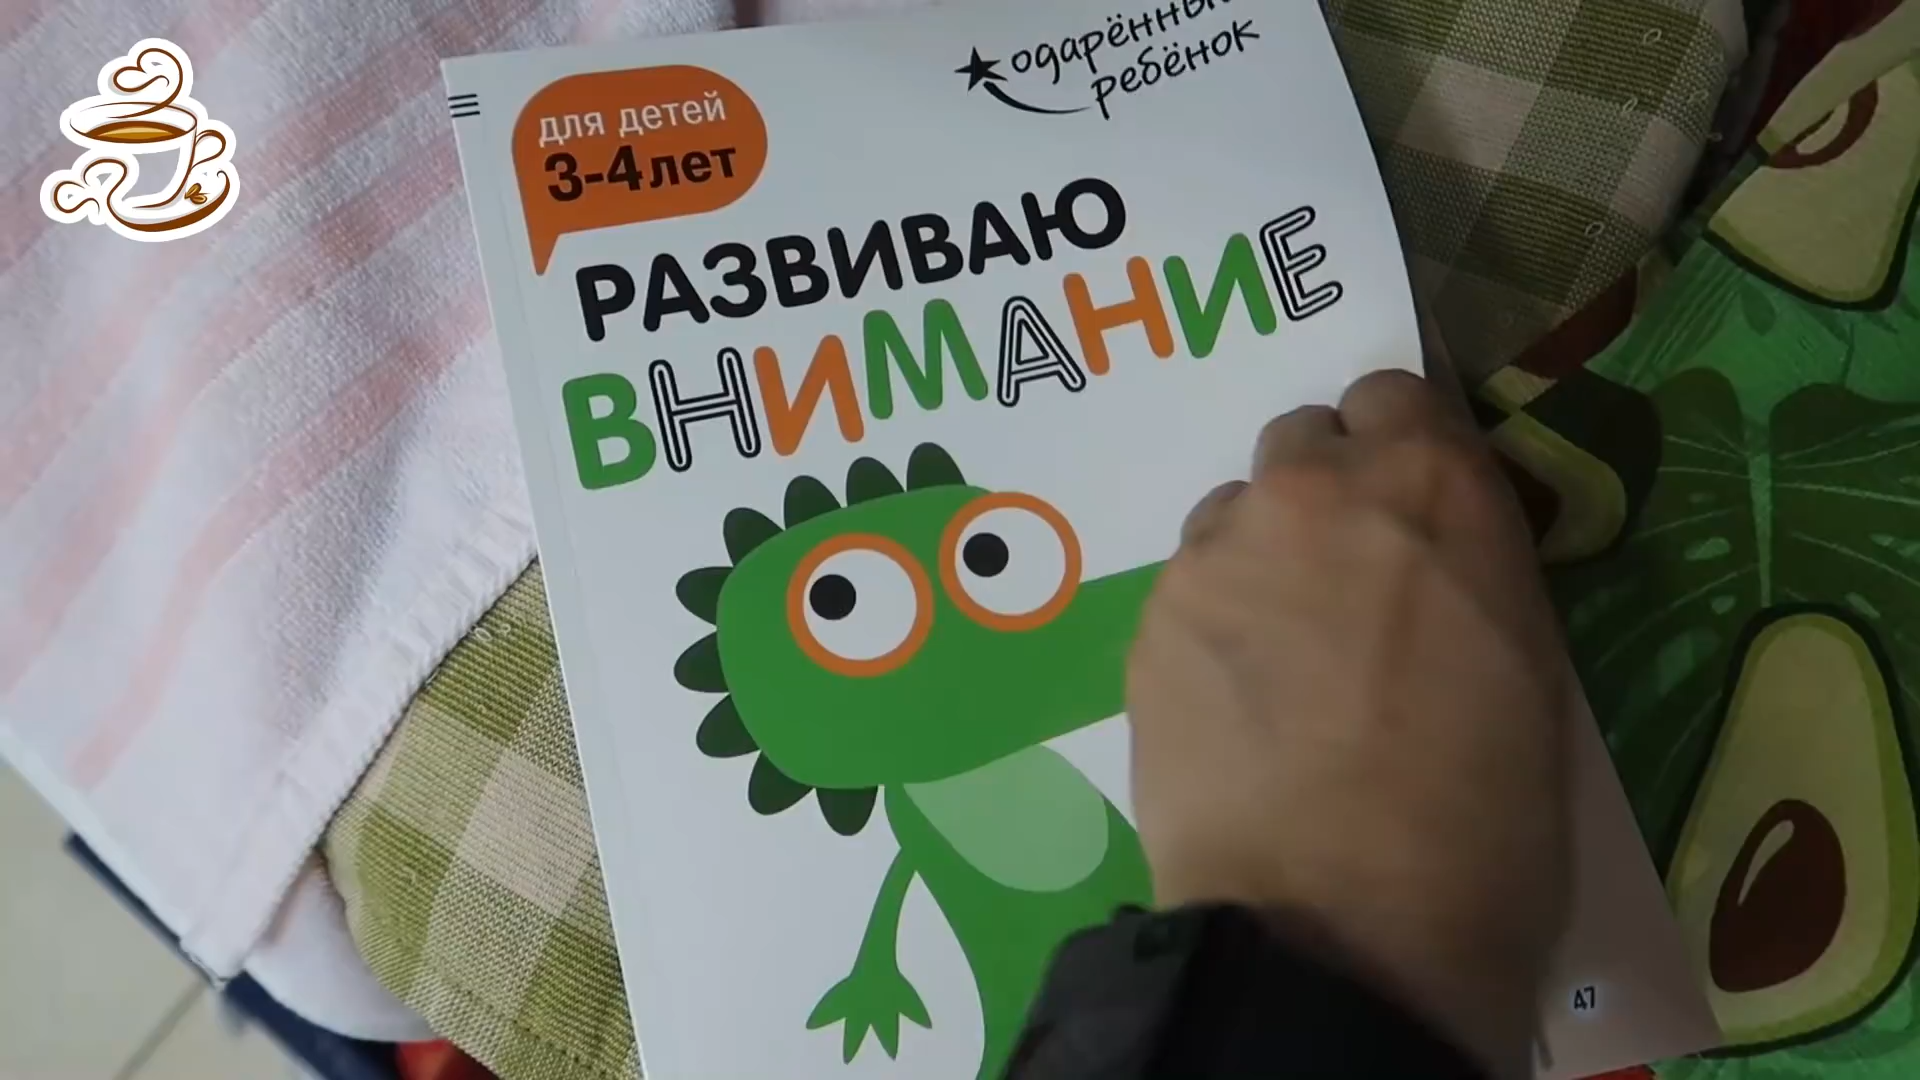 одарённый
ребёнок
для детей
3-4 лет
РАЗВИВАЮ
ВНИМАНИЕ
47